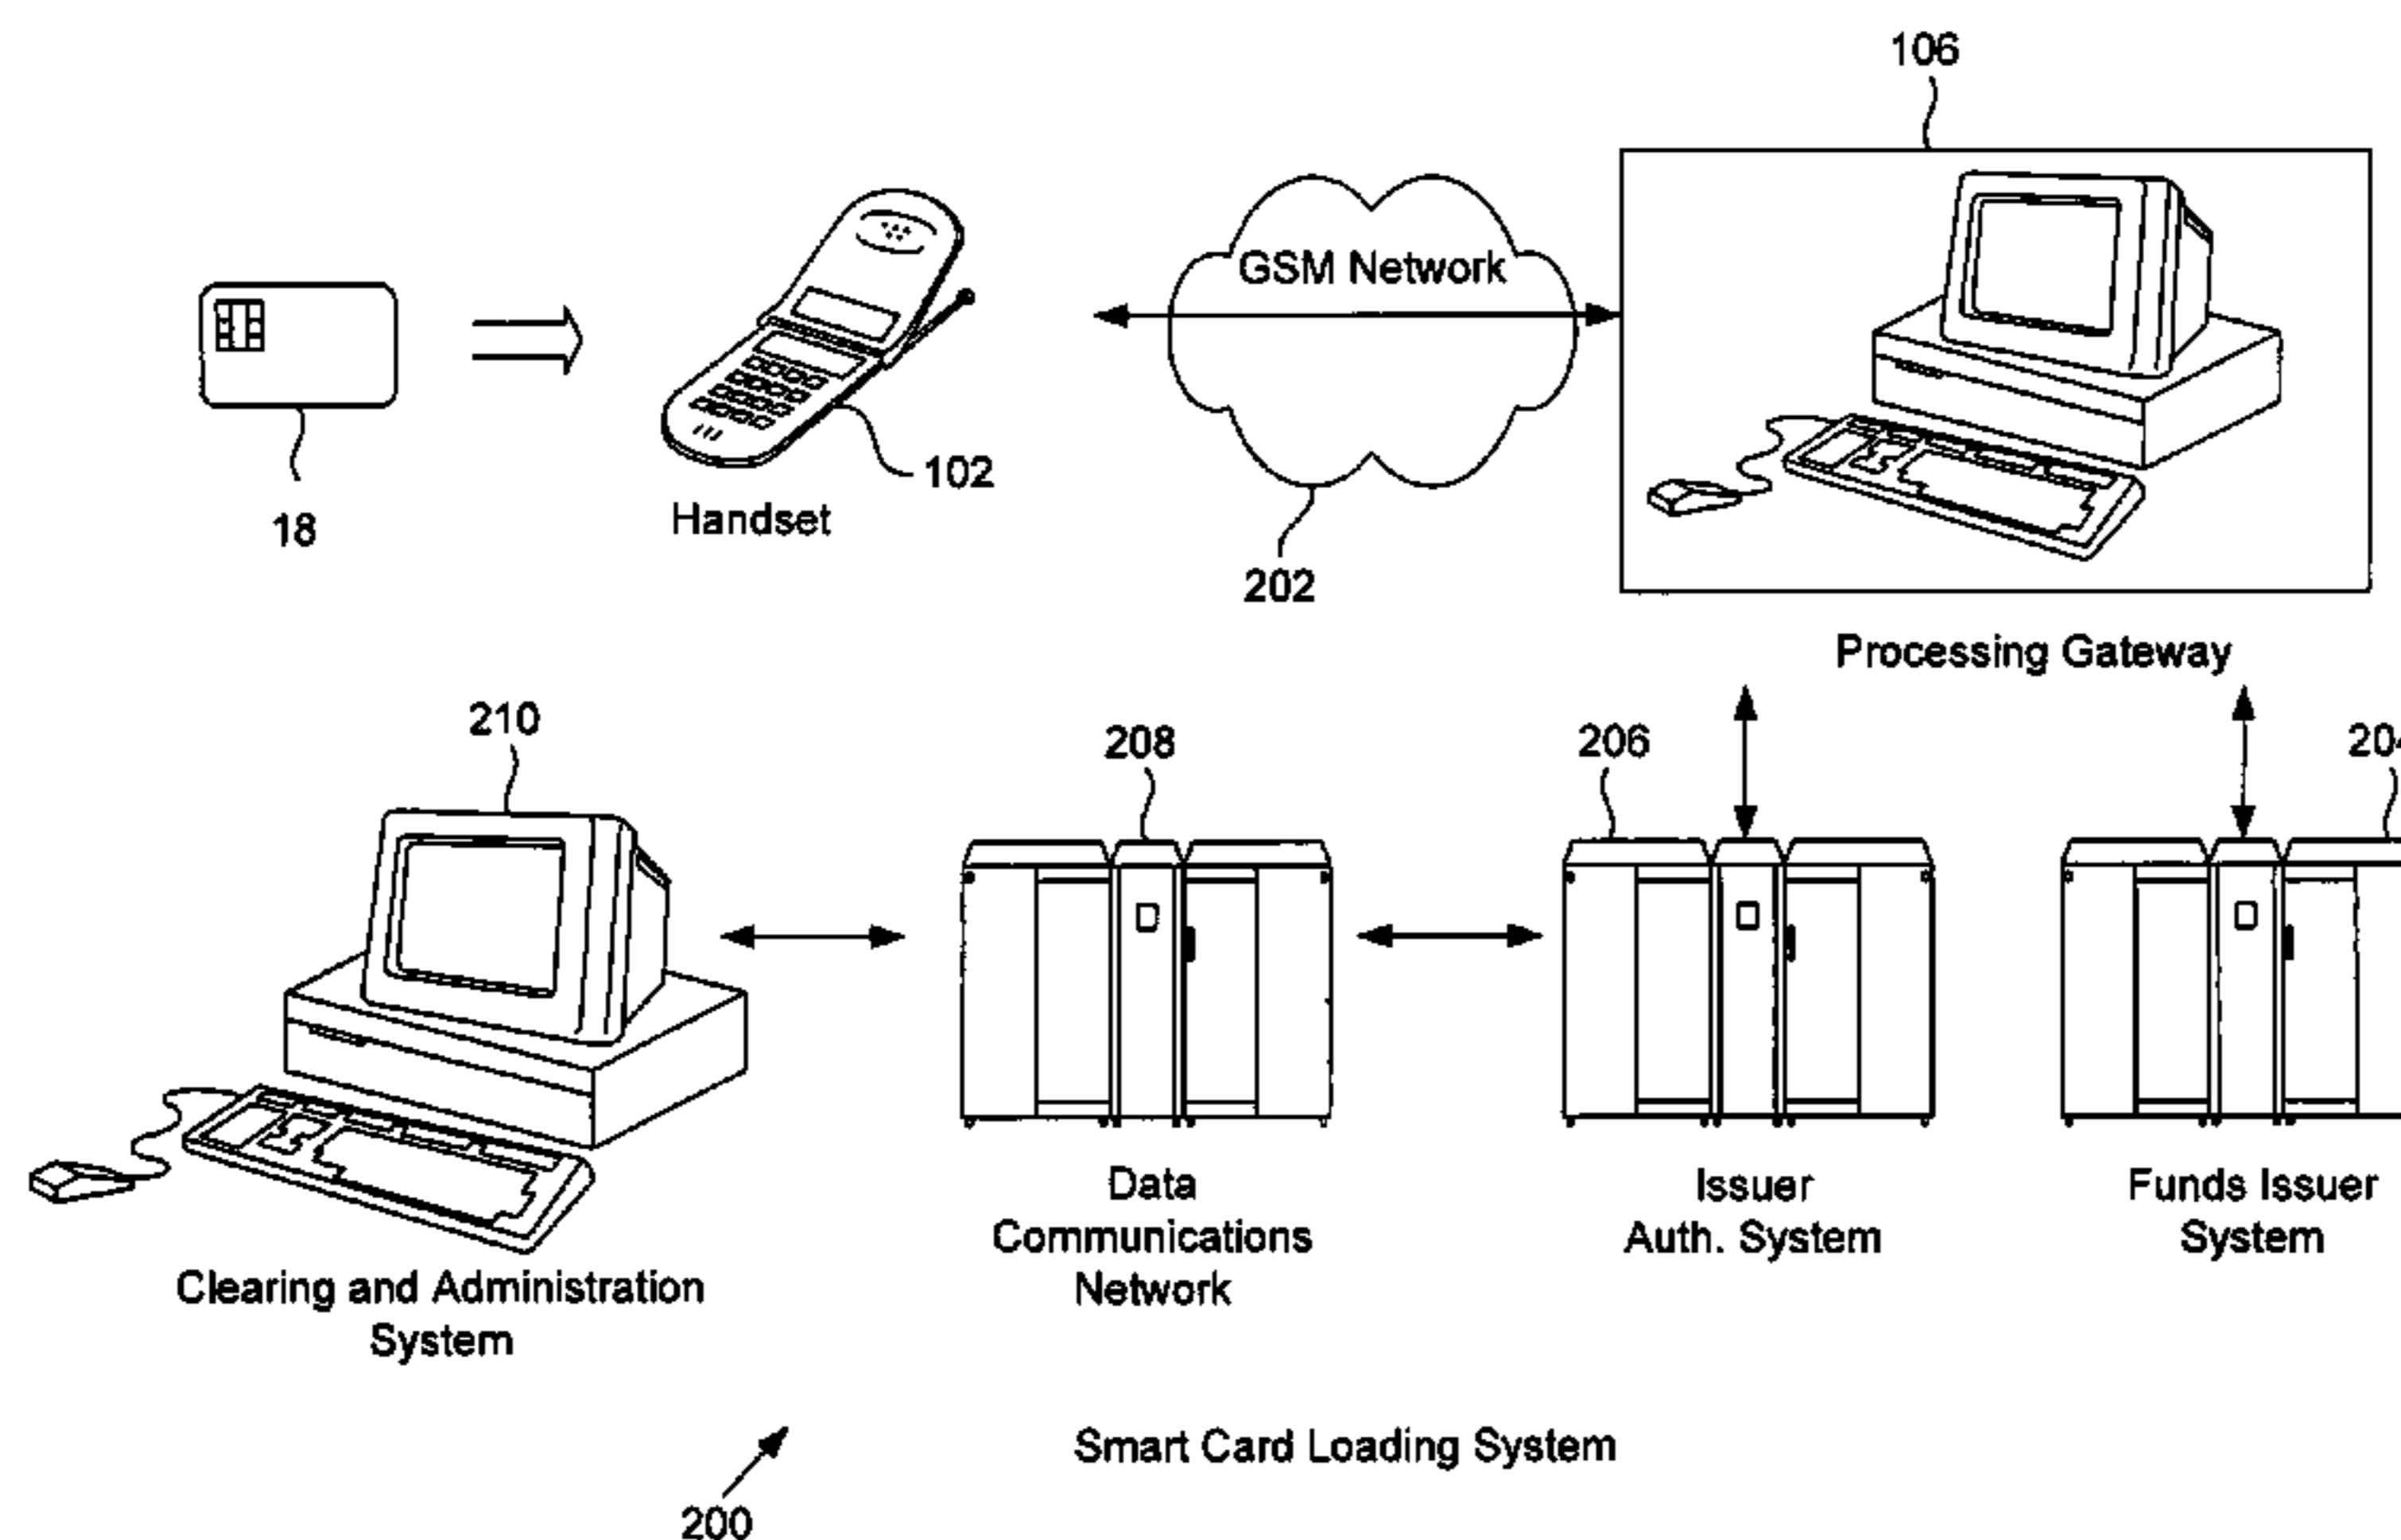 106
GSM Network
18
102
Handset
202
Processing Gateway
210
208
206
204
Data
Communications
Network
Issuer
Auth. System
Funds Issuer
System
Clearing and Administration
System
Smart Card Loading System
200